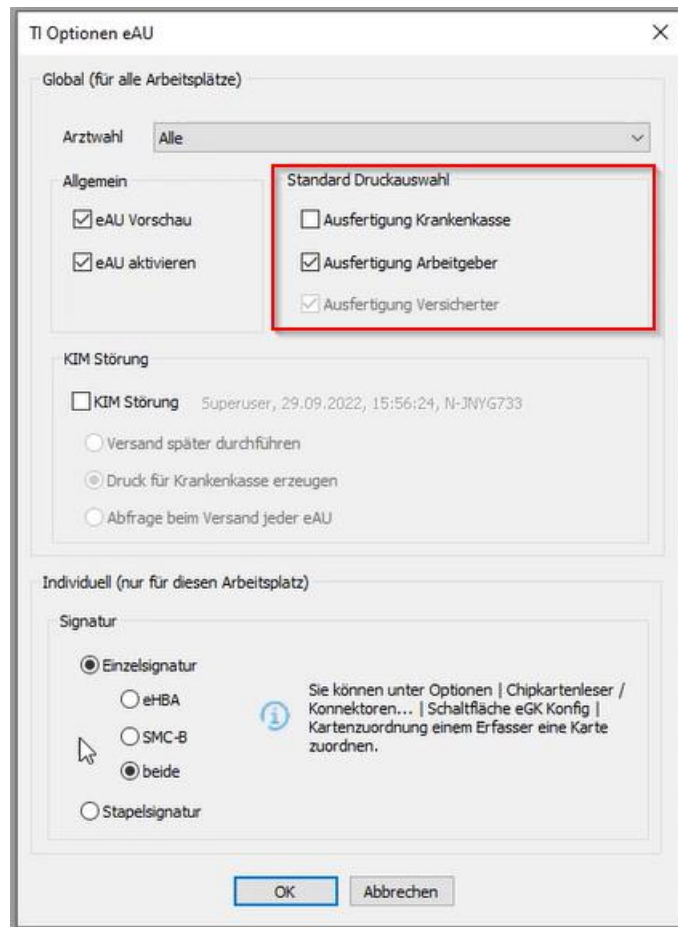 TI Optionen eAU
Global (für alle Arbeitsplätze)
Arztwahl Alle
Allgemein
eAU Vorschau
eAU aktivieren
Standard Druckauswahl
Ausfertigung Krankenkasse
Ausfertigung Arbeitgeber
Ausfertigung Versicherter
KIM Störung
KIM Störung Superuser, 29.09.2022, 15:56:24, N-JNYG733
Versand später durchführen
Druck für Krankenkasse erzeugen
Abfrage beim Versand jeder eAU
Individuell (nur für diesen Arbeitsplatz)
Signatur
Einzelsignatur
eHBA
SMC-B
beide
Stapelsignatur
Sie können unter Optionen | Chipkartenleser /
Konnektoren... | Schaltfläche eGK Konfig |
Kartenzuordnung einem Erfasser eine Karte
zuordnen.
OK Abbrechen